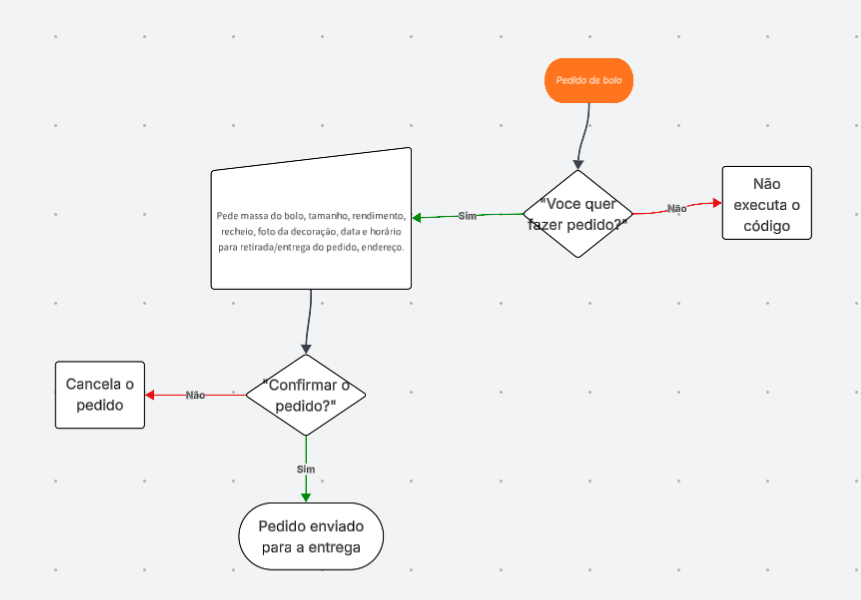 Pedido de bolo
"Voce quer
fazer pedido?"
Não
Não
executa o
código
Sim
Pede massa do bolo, tamanho, rendimento,
recheio, foto da decoração, data e horário
para retirada/entrega do pedido, endereço.
"Confirmar o
pedido?"
Não
Cancela o
pedido
Sim
Pedido enviado
para a entrega